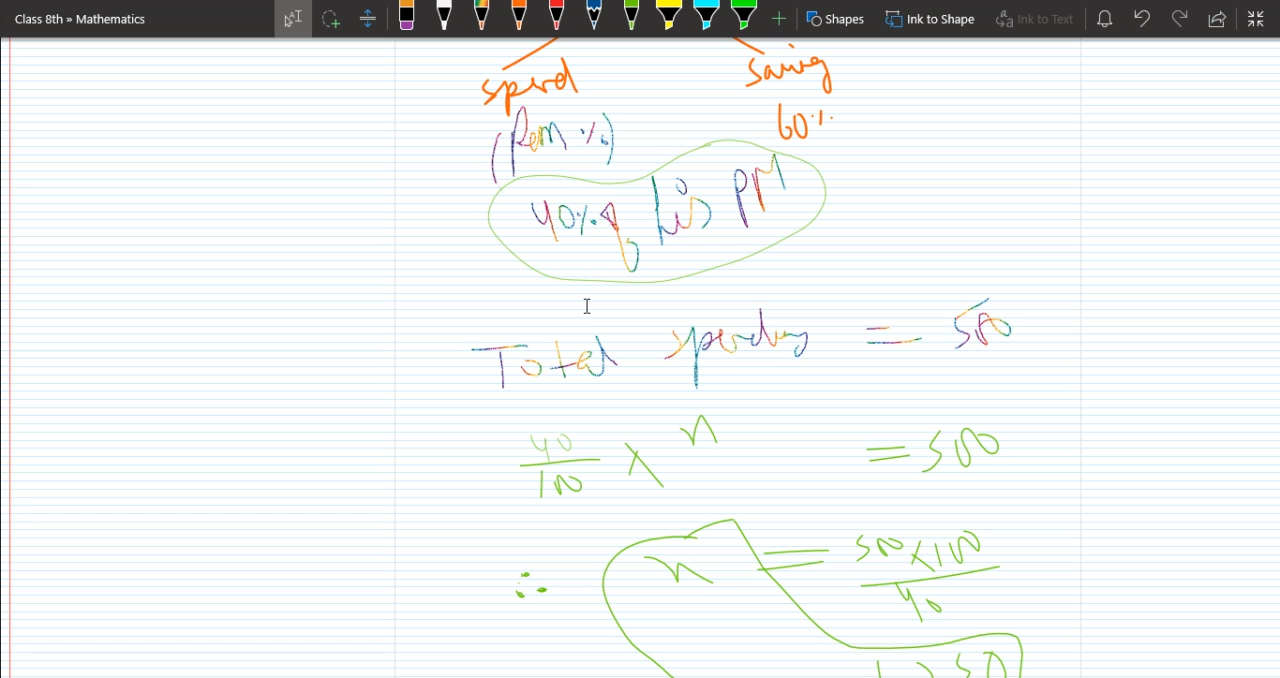 Class 8th » Mathematics
Shapes
Ink to Shape
Ink to Text
spend
saving
(Rem %)
60%
40% of his PM
Total spending = 500
40/100 × x = 500
∴ x = 500×100/40
1250